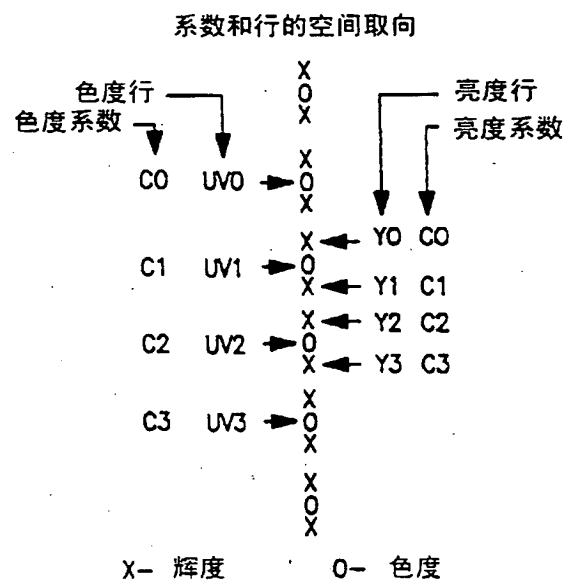 系数和行的空间取向
X
O
X
色度行
亮度行
色度系数
亮度系数
X
C0 UV0 O
X
X Y0 C0
C1 UV1 O
X Y1 C1
X Y2 C2
C2 UV2 O
X Y3 C3
X
C3 UV3 O
X
X
O
X
X- 辉度 O- 色度